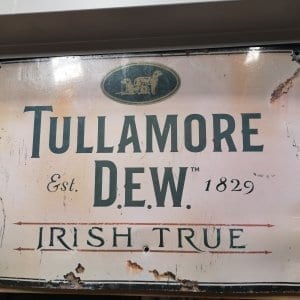 TULLAMORE
D.E.W.™
Est. 1829
IRISH TRUE